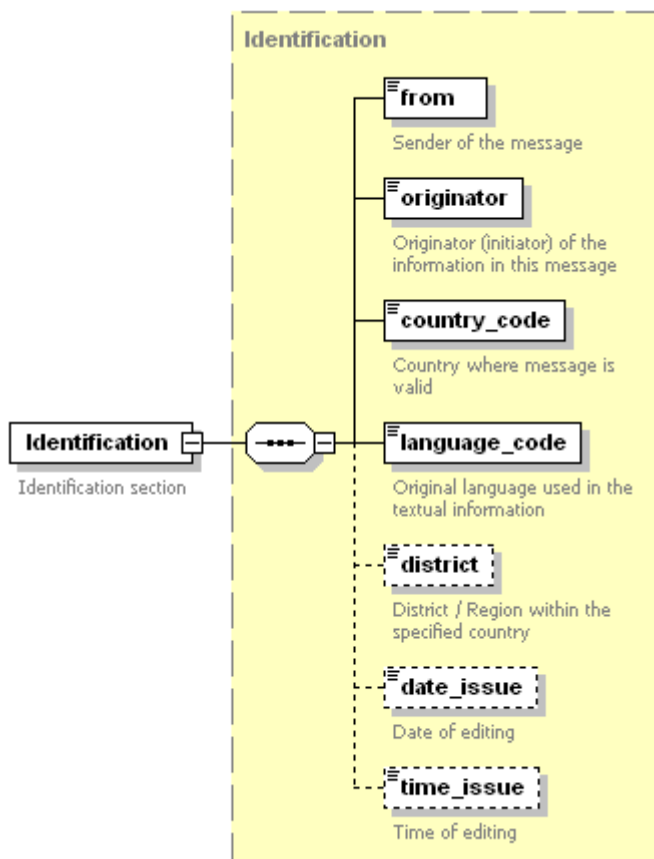 Identification
from
Sender of the message
originator
Originator (initiator) of the
information in this message
country_code
Country where message is
valid
Identification
Identification section
language_code
Original language used in the
textual information
district
District / Region within the
specified country
date_issue
Date of editing
time_issue
Time of editing